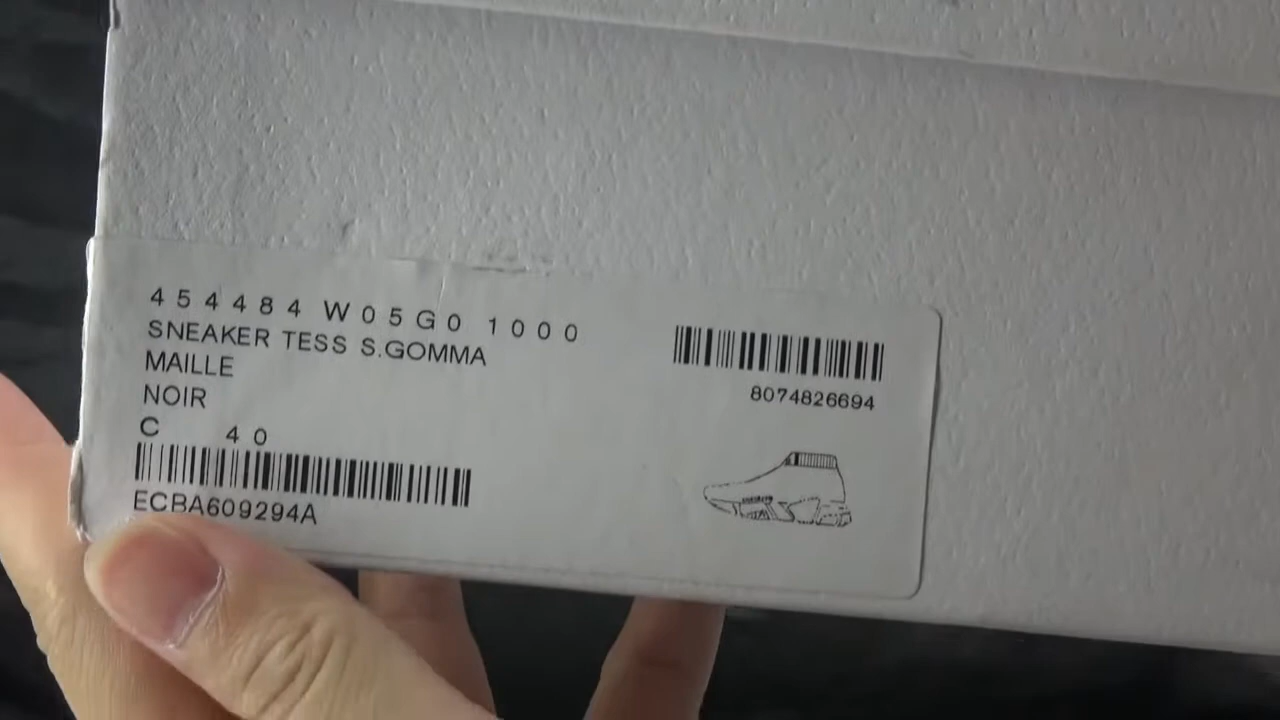 454484 W05G0 1000
SNEAKER TESS S.GOMMA
MAILLE
NOIR
C 40
ECBA609294A
8074826694